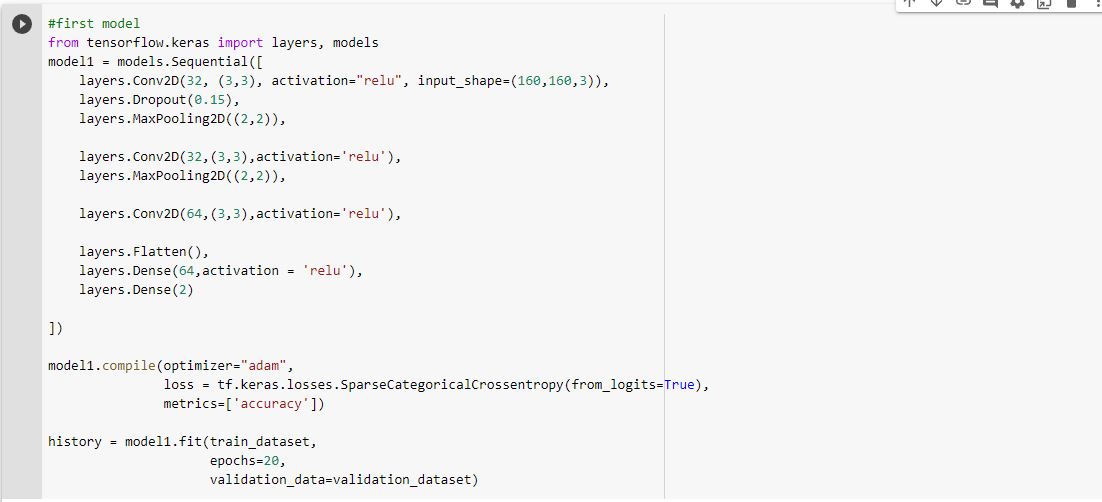 #first model
from tensorflow.keras import layers, models
model1 = models.Sequential([
    layers.Conv2D(32, (3,3), activation="relu", input_shape=(160,160,3)),
    layers.Dropout(0.15),
    layers.MaxPooling2D((2,2)),
    layers.Conv2D(32,(3,3),activation='relu'),
    layers.MaxPooling2D((2,2)),
    layers.Conv2D(64,(3,3),activation='relu'),
    layers.Flatten(),
    layers.Dense(64,activation = 'relu'),
    layers.Dense(2)
])
model1.compile(optimizer="adam",
               loss = tf.keras.losses.SparseCategoricalCrossentropy(from_logits=True),
               metrics=['accuracy'])
history = model1.fit(train_dataset,
                     epochs=20,
                     validation_data=validation_dataset)